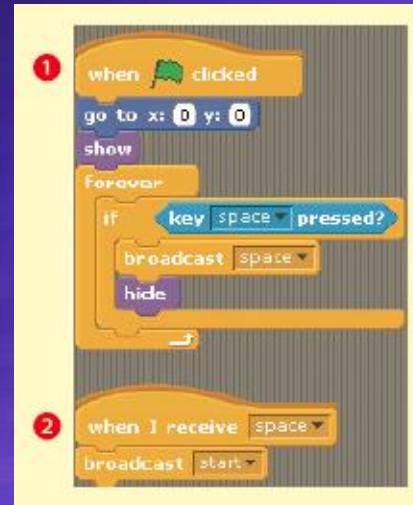 1
when clicked
go to x: 0 y: 0
show
forever
if key space pressed?
broadcast space
hide
2
when I receive space
broadcast start